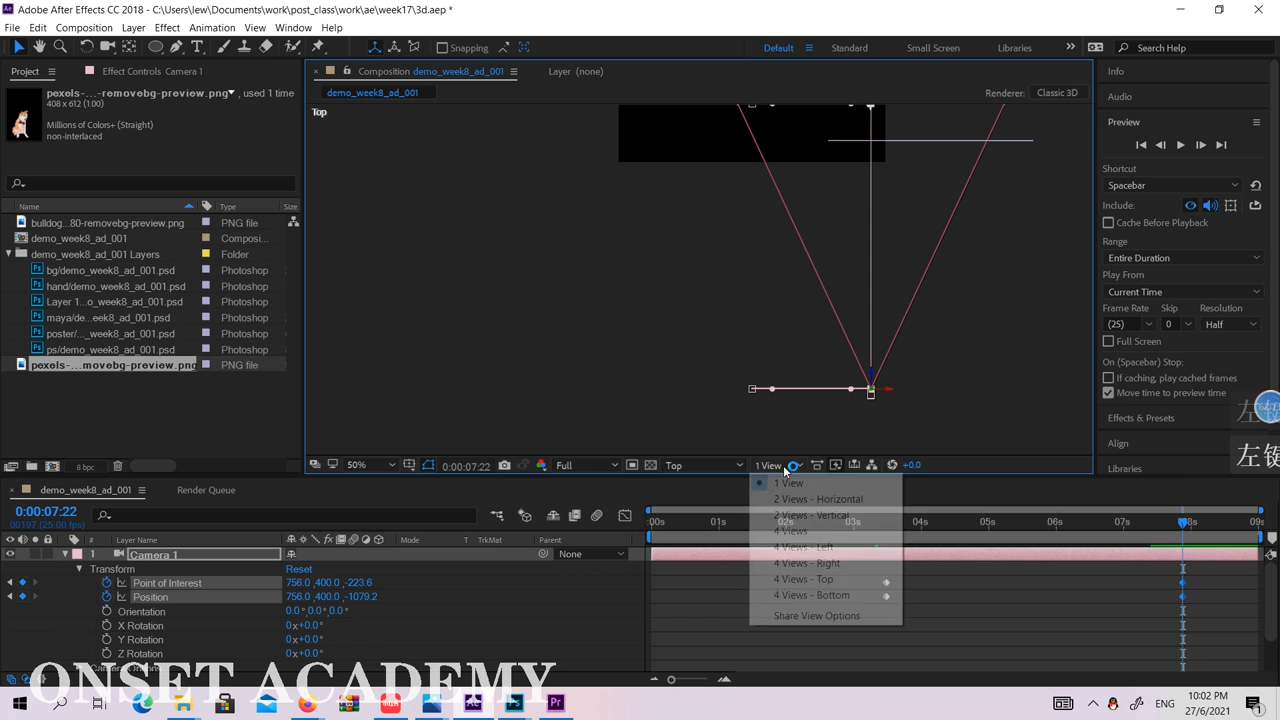 Adobe After Effects CC 2018 - C:\Users\lew\Documents\work\post_class\work\ae\week17\3d.aep *
File Edit Composition Layer Effect Animation View Window Help
Snapping
Default
Standard
Small Screen
Libraries
Search Help
Project
Effect Controls Camera 1
pexels-...-removebg-preview.png, used 1 time
408 x 612 (1.00)
Millions of Colors+ (Straight)
non-interlaced
Name
Type
Size
bulldog...80-removebg-preview.png PNG file
demo_week8_ad_001 Composi...
demo_week8_ad_001 Layers Folder
bg/demo_week8_ad_001.psd Photoshop
hand/demo_week8_ad_001.psd Photoshop
Layer 1...o_week8_ad_001.psd Photoshop
maya/de...eek8_ad_001.psd Photoshop
poster/..._week8_ad_001.psd Photoshop
ps/demo_week8_ad_001.psd Photoshop
pexels-...movebg-preview.png PNG file
8 bpc
Composition demo_week8_ad_001
Layer (none)
demo_week8_ad_001
Renderer:
Classic 3D
Top
50%
0:00:07:22
Full
Top
1 View
+0.0
1 View
2 Views - Horizontal
2 Views - Vertical
4 Views
4 Views - Left
4 Views - Right
4 Views - Top
4 Views - Bottom
Share View Options
Info
Audio
Preview
Shortcut
Spacebar
Include:
Cache Before Playback
Range
Entire Duration
Play From
Current Time
Frame Rate Skip Resolution
(25) 0 Half
Full Screen
On (Spacebar) Stop:
If caching, play cached frames
Move time to preview time
Effects & Presets
Align
Libraries
左键
demo_week8_ad_001
Render Queue
0:00:07:22
00197 (25.00 fps)
# Layer Name Mode T TrkMat Parent
:00s 01s 02s 03s 04s 05s 06s 07s 08s 09s
1 Camera 1 None
Transform Reset
Point of Interest 756.0 ,400.0 ,-223.6
Position 756.0 ,400.0 ,-1079.2
Orientation 0.0°,0.0°,0.0°
X Rotation 0x+0.0°
Y Rotation 0x+0.0°
Z Rotation 0x+0.0°
ONSET ACADEMY
Ae
Ps
Pr
ENG
10:02 PM
27/6/2021